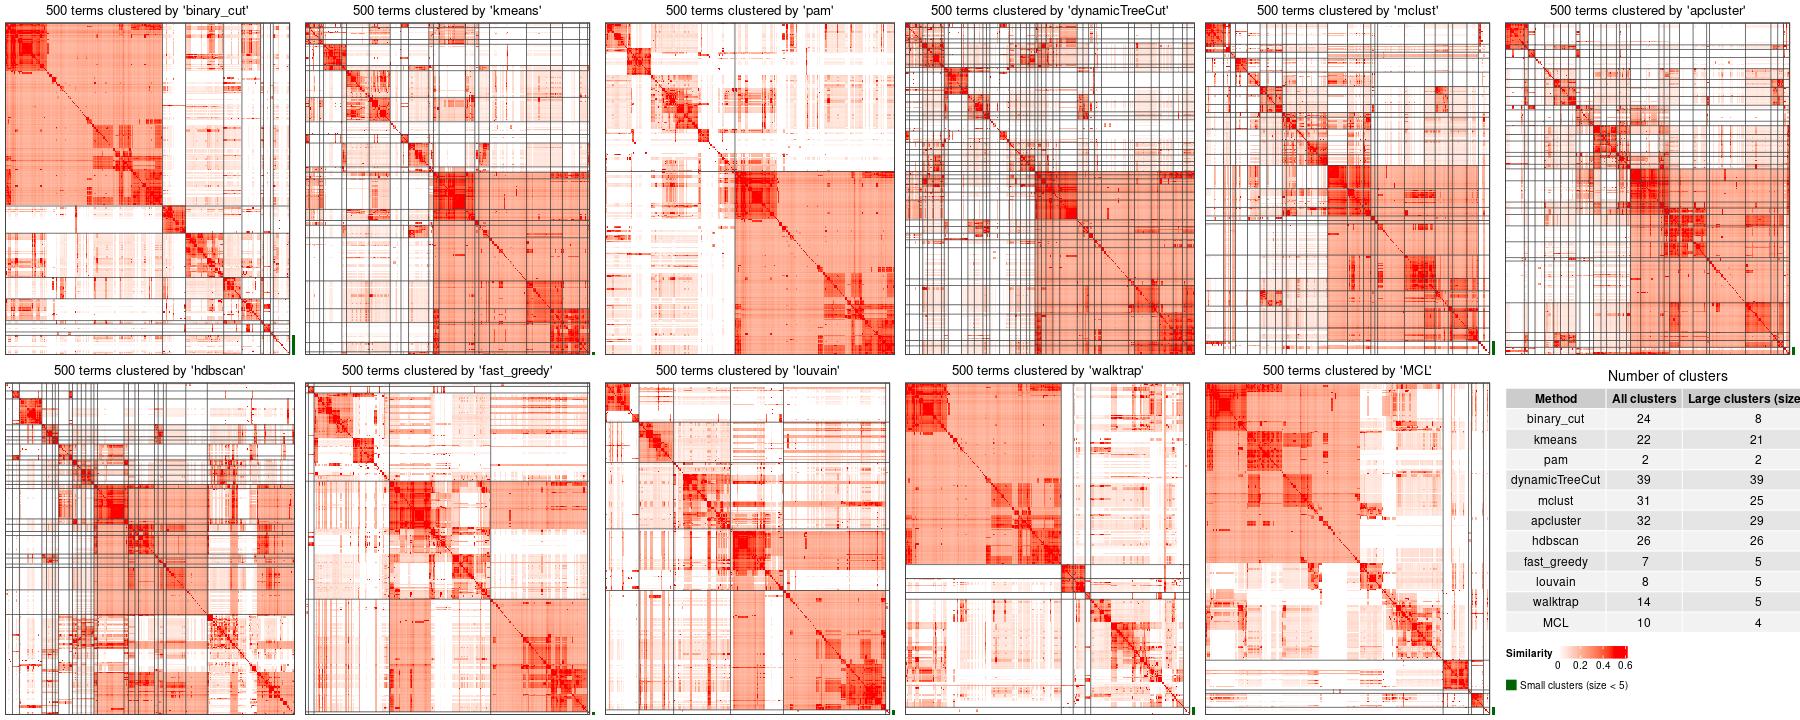 500 terms clustered by 'binary_cut'
500 terms clustered by 'kmeans'
500 terms clustered by 'pam'
500 terms clustered by 'dynamicTreeCut'
500 terms clustered by 'mclust'
500 terms clustered by 'apcluster'
500 terms clustered by 'hdbscan'
500 terms clustered by 'fast_greedy'
500 terms clustered by 'louvain'
500 terms clustered by 'walktrap'
500 terms clustered by 'MCL'
Number of clusters
Method All clusters Large clusters (size
binary_cut 24 8
kmeans 22 21
pam 2 2
dynamicTreeCut 39 39
mclust 31 25
apcluster 32 29
hdbscan 26 26
fast_greedy 7 5
louvain 8 5
walktrap 14 5
MCL 10 4
Similarity
0 0.2 0.4 0.6
Small clusters (size < 5)